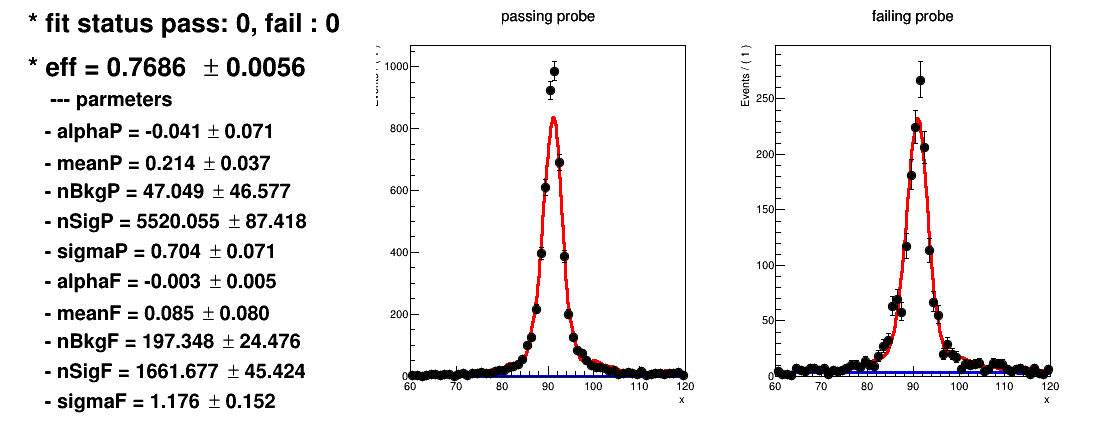 * fit status pass: 0, fail : 0
* eff = 0.7686 ± 0.0056
--- parmeters
- alphaP = -0.041 ± 0.071
- meanP = 0.214 ± 0.037
- nBkgP = 47.049 ± 46.577
- nSigP = 5520.055 ± 87.418
- sigmaP = 0.704 ± 0.071
- alphaF = -0.003 ± 0.005
- meanF = 0.085 ± 0.080
- nBkgF = 197.348 ± 24.476
- nSigF = 1661.677 ± 45.424
- sigmaF = 1.176 ± 0.152
passing probe
1000
800
600
400
200
0
60 70 80 90 100 110 120
x
failing probe
Events / ( 1 )
250
200
150
100
50
0
60 70 80 90 100 110 120
x